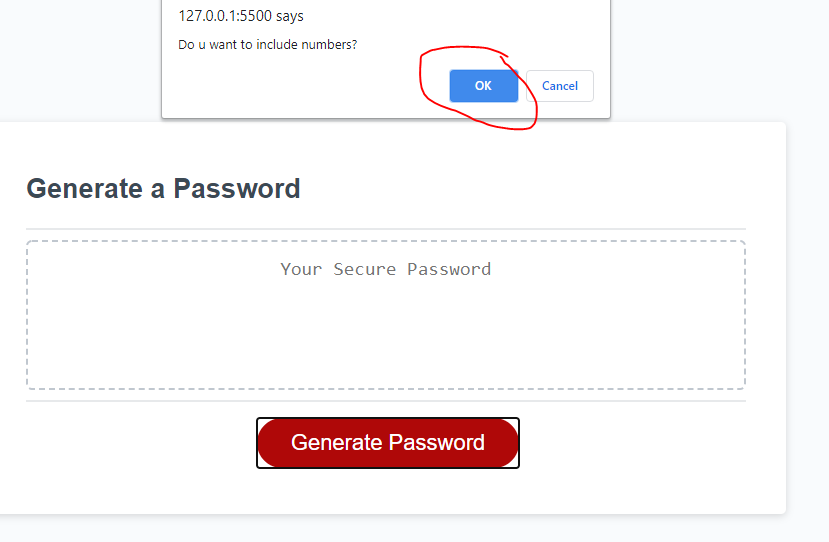 127.0.0.1:5500 says
Do u want to include numbers?
OK
Cancel
Generate a Password
Your Secure Password
Generate Password